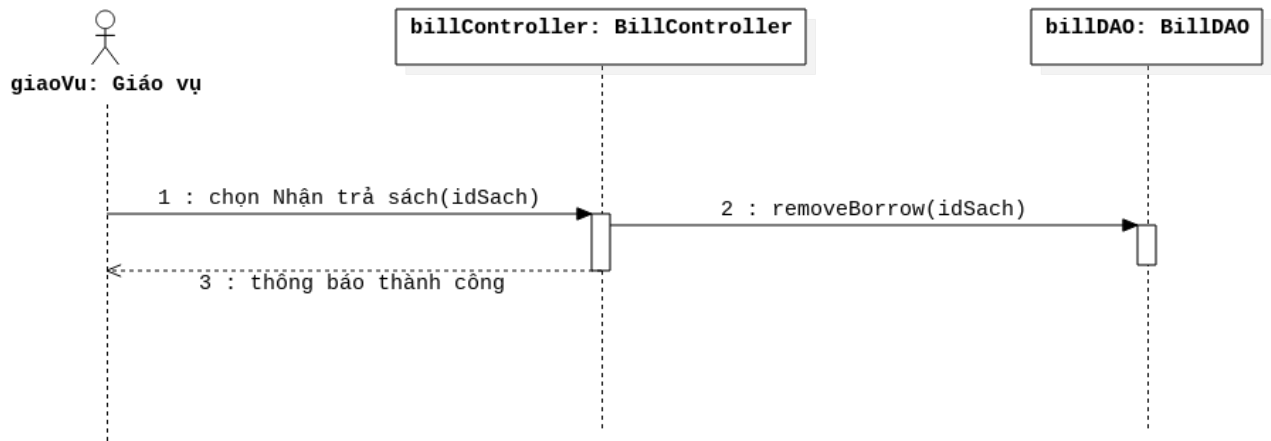 billController: BillController
billDAO: BillDAO
giaoVu: Giáo vụ
1 : chọn Nhận trả sách(idSach)
2 : removeBorrow(idSach)
3 : thông báo thành công